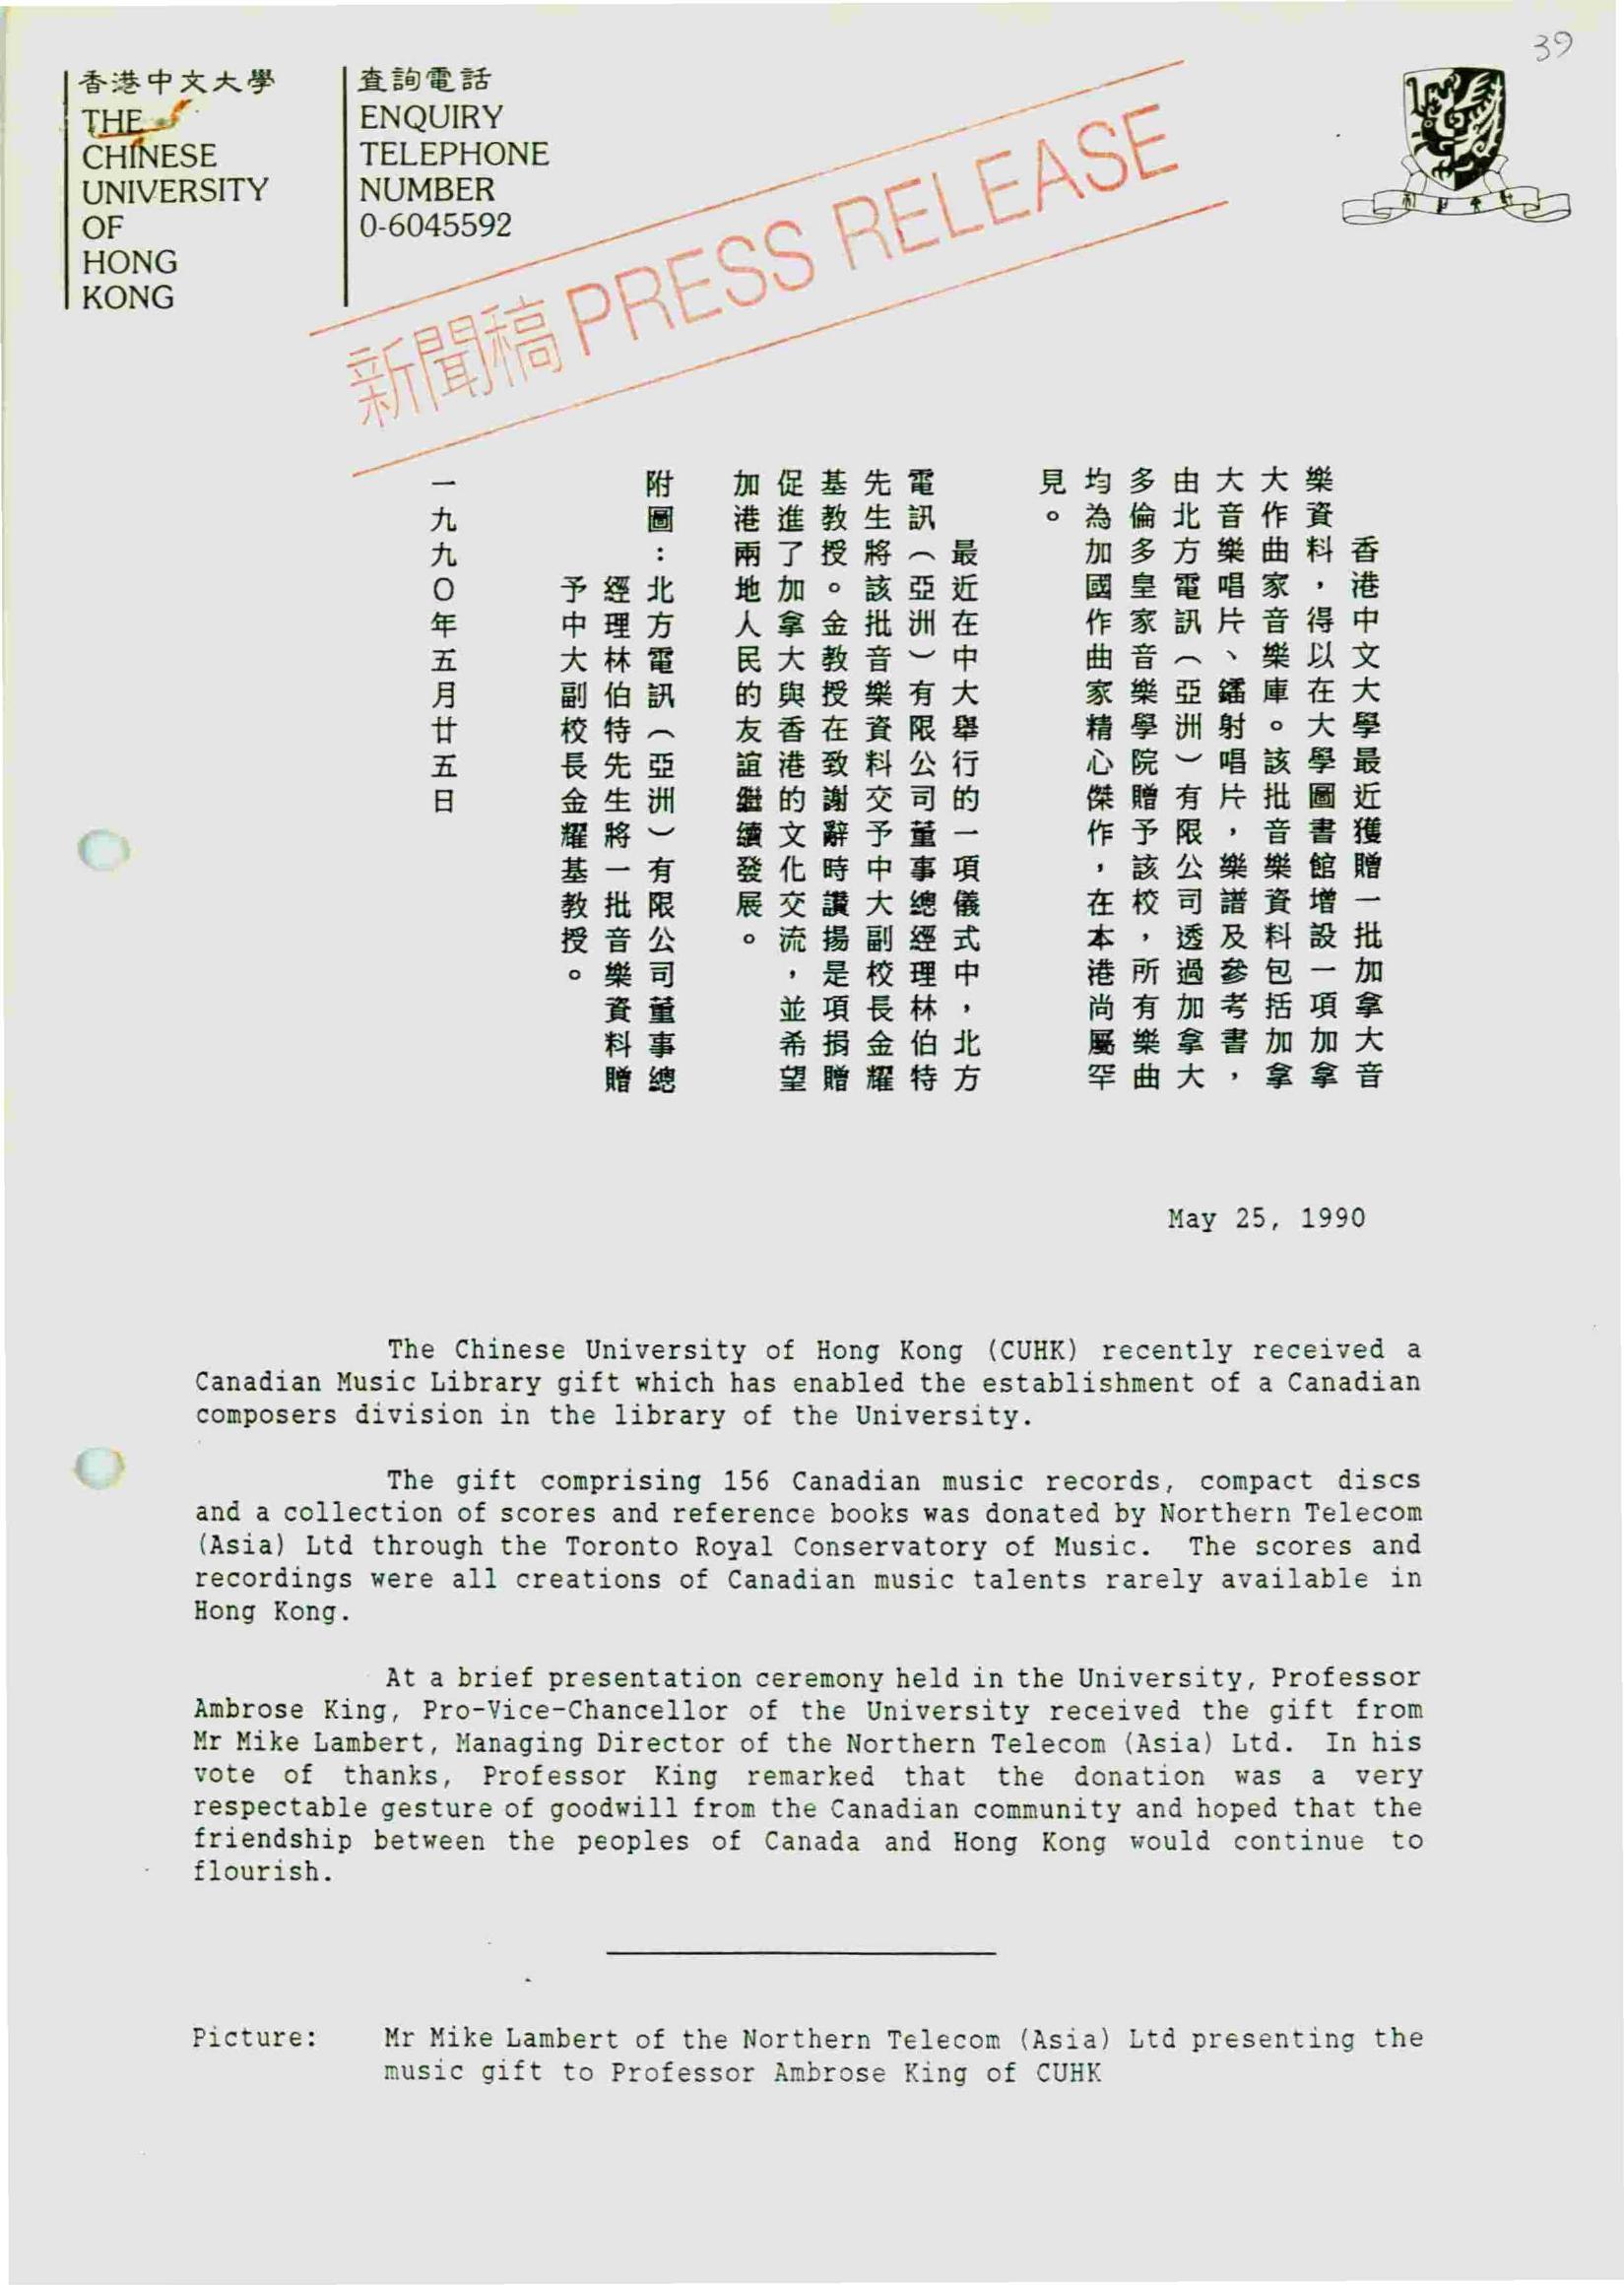 39
香港中文大學
THE
CHINESE
UNIVERSITY
OF
HONG
KONG
查詢電話
ENQUIRY
TELEPHONE
NUMBER
0-6045592
新聞稿 PRESS RELEASE
香港中文大學最近獲贈一批加拿大音
樂資料，得以在大學圖書館增設一項加拿
大作曲家音樂庫。該批音樂資料包括加拿
大音樂唱片、鐳射唱片，樂譜及參考書，
由北方電訊（亞洲）有限公司透過加拿大
多倫多皇家音樂學院贈予該校，所有樂曲
均為加國作曲家精心傑作，在本港尚屬罕
見。
最近在中大舉行的一項儀式中，北方
電訊（亞洲）有限公司董事總經理林伯特
先生將該批音樂資料交予中大副校長金耀
基教授。金教授在致謝辭時讚揚是項捐贈
促進了加拿大與香港的文化交流，並希望
加港兩地人民的友誼繼續發展。
附圖：北方電訊（亞洲）有限公司董事總
經理林伯特先生將一批音樂資料贈
予中大副校長金耀基教授。
一九九〇年五月廿五日
May 25, 1990
The Chinese University of Hong Kong (CUHK) recently received a
Canadian Music Library gift which has enabled the establishment of a Canadian
composers division in the library of the University.
The gift comprising 156 Canadian music records, compact discs
and a collection of scores and reference books was donated by Northern Telecom
(Asia) Ltd through the Toronto Royal Conservatory of Music. The scores and
recordings were all creations of Canadian music talents rarely available in
Hong Kong.
At a brief presentation ceremony held in the University, Professor
Ambrose King, Pro-Vice-Chancellor of the University received the gift from
Mr Mike Lambert, Managing Director of the Northern Telecom (Asia) Ltd. In his
vote of thanks, Professor King remarked that the donation was a very
respectable gesture of goodwill from the Canadian community and hoped that the
friendship between the peoples of Canada and Hong Kong would continue to
flourish.
Picture: Mr Mike Lambert of the Northern Telecom (Asia) Ltd presenting the
music gift to Professor Ambrose King of CUHK